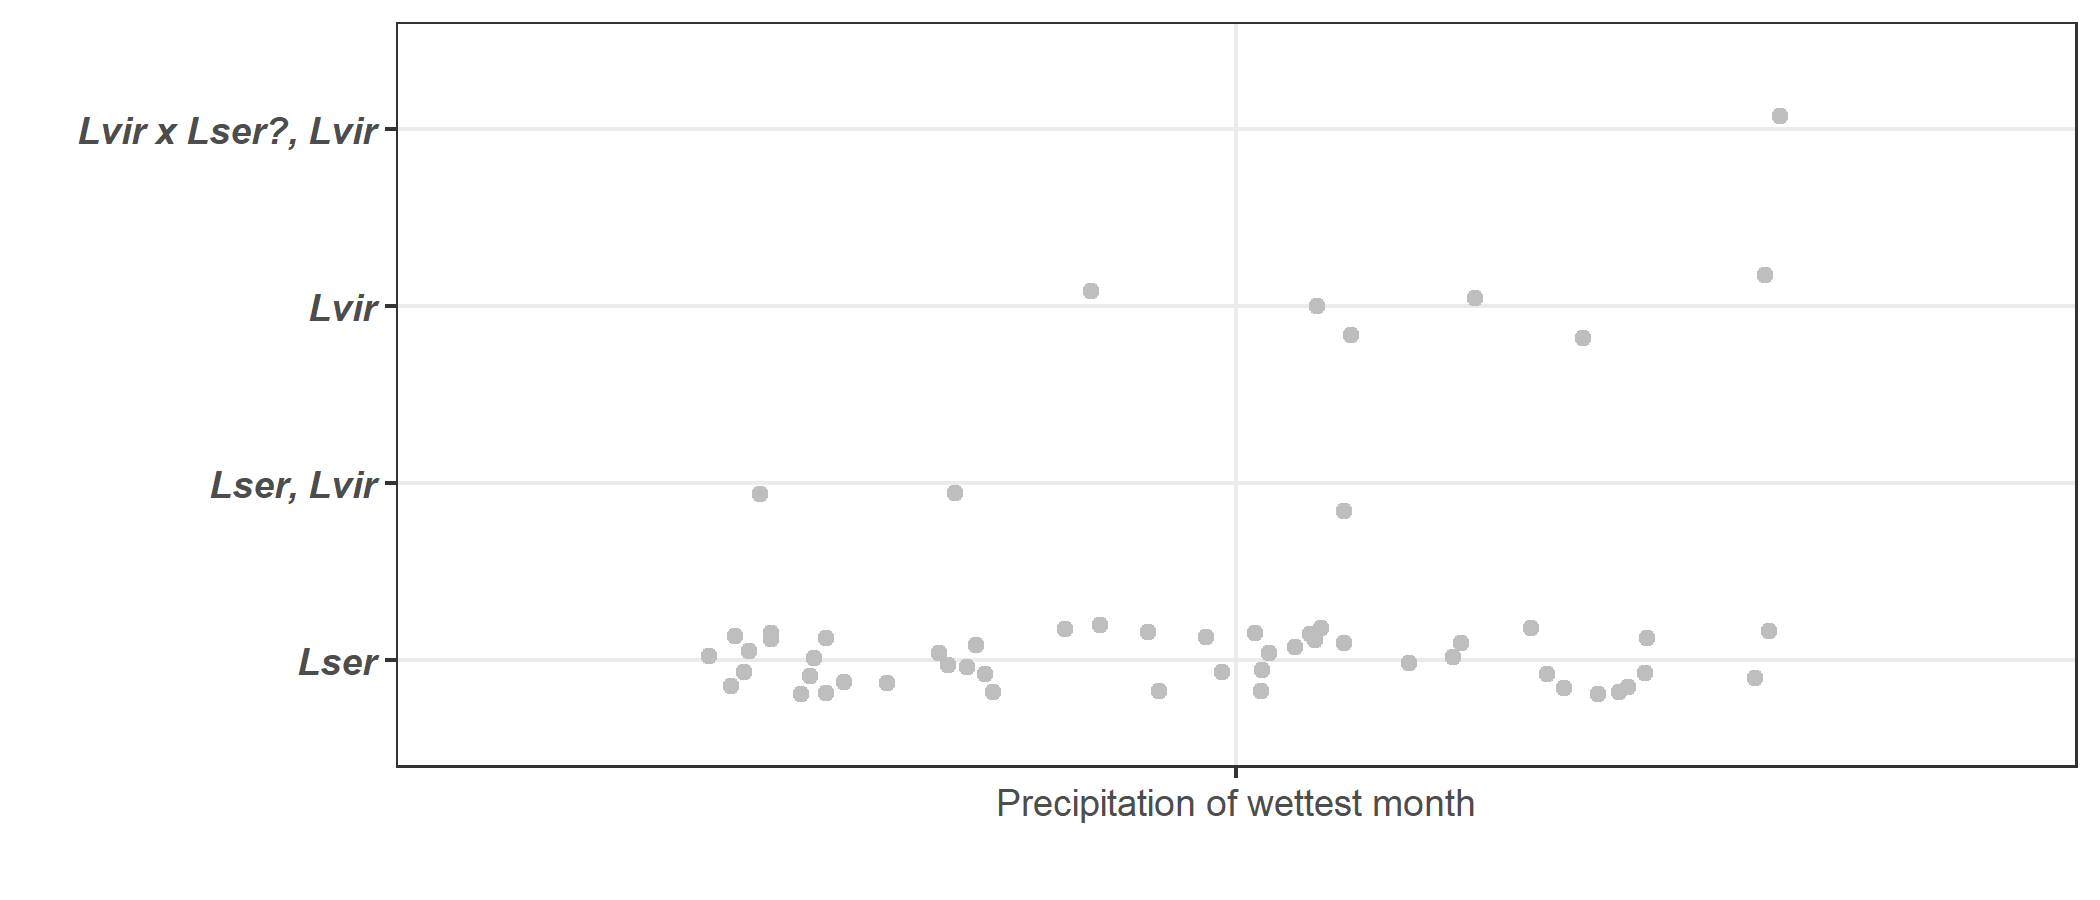 Lvir x Lser?, Lvir
Lvir
Lser, Lvir
Lser
Precipitation of wettest month